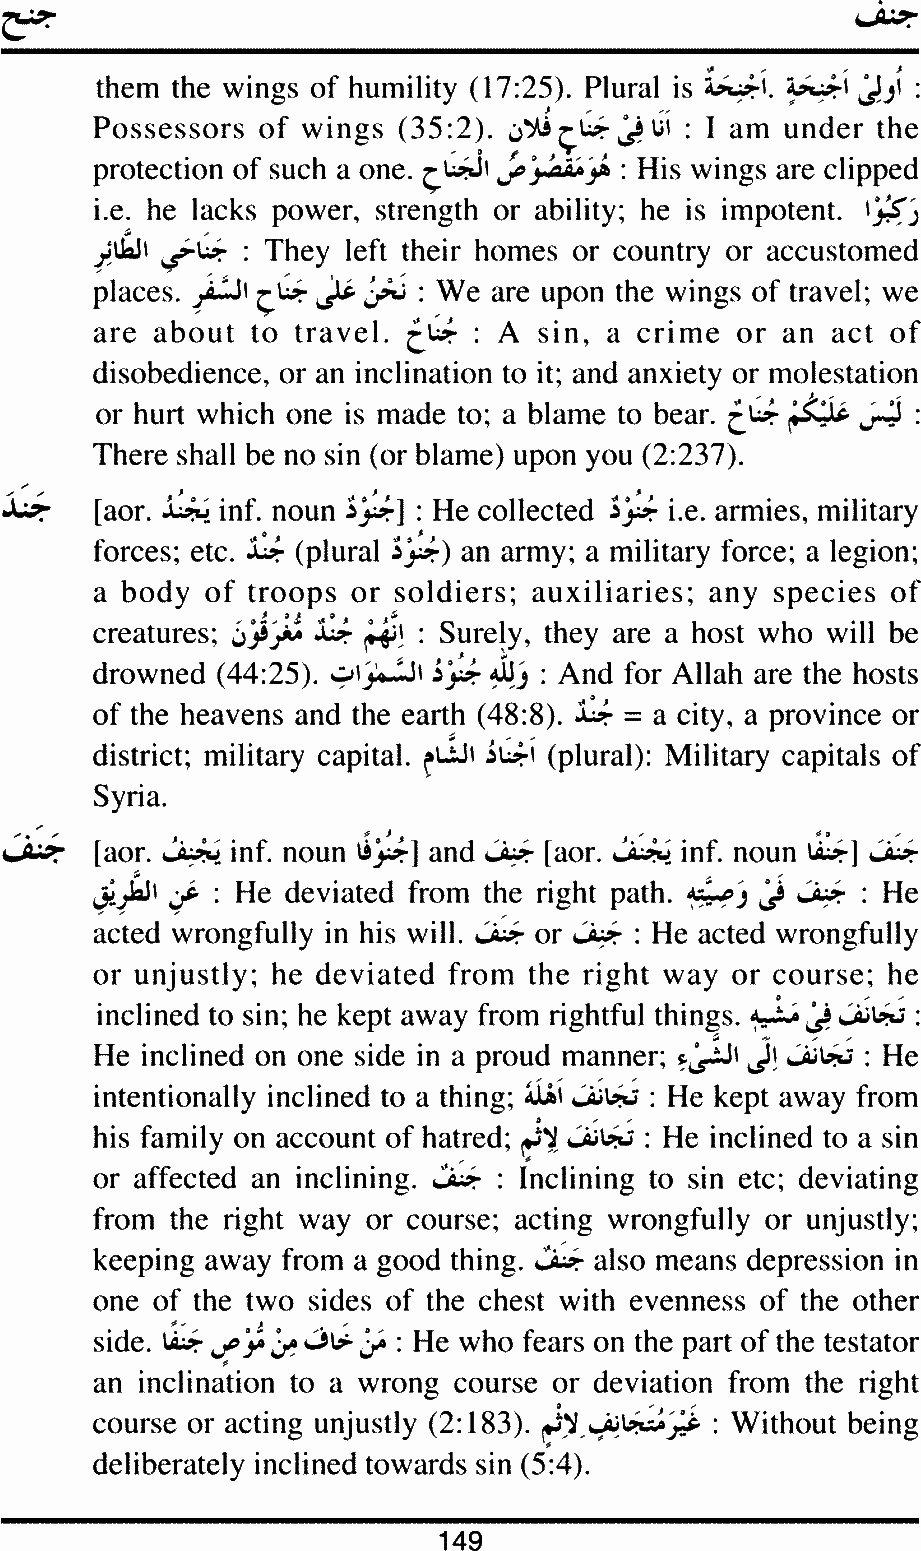 جنح جنف
them the wings of humility (17:25). Plural is اَجْنِحَةٌ. اُولِىْ اَجْنِحَةٍ :
Possessors of wings (35:2). اَنَا فِىْ جَنَاحِ فُلَانٍ : I am under the
protection of such a one. هُوَ مَقْصُوْصُ الْجَنَاحِ : His wings are clipped
i.e. he lacks power, strength or ability; he is impotent. رَكِبُوْا
جَنَاحَىِ الطَّائِرِ : They left their homes or country or accustomed
places. نَحْنُ عَلٰى جَنَاحِ السَّفَرِ : We are upon the wings of travel; we
are about to travel. جُنَاحٌ : A sin, a crime or an act of
disobedience, or an inclination to it; and anxiety or molestation
or hurt which one is made to; a blame to bear. لَيْسَ عَلَيْكُمْ جُنَاحٌ :
There shall be no sin (or blame) upon you (2:237).
جَنَدَ [aor. يَجْنُدُ inf. noun جُنُوْدٌ] : He collected جُنُوْدٌ i.e. armies, military
forces; etc. جُنْدٌ (plural جُنُوْدٌ) an army; a military force; a legion;
a body of troops or soldiers; auxiliaries; any species of
creatures; اِنَّهُمْ جُنْدٌ مُّغْرَقُوْنَ : Surely, they are a host who will be
drowned (44:25). وَلِلّٰهِ جُنُوْدُ السَّمٰوٰاتِ : And for Allah are the hosts
of the heavens and the earth (48:8). جُنْدٌ = a city, a province or
district; military capital. اَجْنَادُ الشَّامِ (plural): Military capitals of
Syria.
جَنَفَ [aor. يَجْنِفُ inf. noun جُنُوْفًا] and جَنِفَ [aor. يَجْنَفُ inf. noun جَنَفًا] جَنَفَ
عَنِ الطَّرِيْقِ : He deviated from the right path. جَنِفَ فِىْ وَصِيَّتِهٖ : He
acted wrongfully in his will. جَنَفَ or جَنِفَ : He acted wrongfully
or unjustly; he deviated from the right way or course; he
inclined to sin; he kept away from rightful things. تَجَانَفَ فِىْ مَشْيِهٖ :
He inclined on one side in a proud manner; تَجَانَفَ اِلَى الشَّىْءِ : He
intentionally inclined to a thing; تَجَانَفَ اَهْلَهٗ : He kept away from
his family on account of hatred; تَجَانَفَ لِاِثْمٍ : He inclined to a sin
or affected an inclining. جَنَفٌ : Inclining to sin etc; deviating
from the right way or course; acting wrongfully or unjustly;
keeping away from a good thing. جَنَفٌ also means depression in
one of the two sides of the chest with evenness of the other
side. مَنْ خَافَ مِنْ مُّوْصٍ جَنَفًا : He who fears on the part of the testator
an inclination to a wrong course or deviation from the right
course or acting unjustly (2:183). غَيْرَ مُتَجَانِفٍ لِاِثْمٍ : Without being
deliberately inclined towards sin (5:4).
149